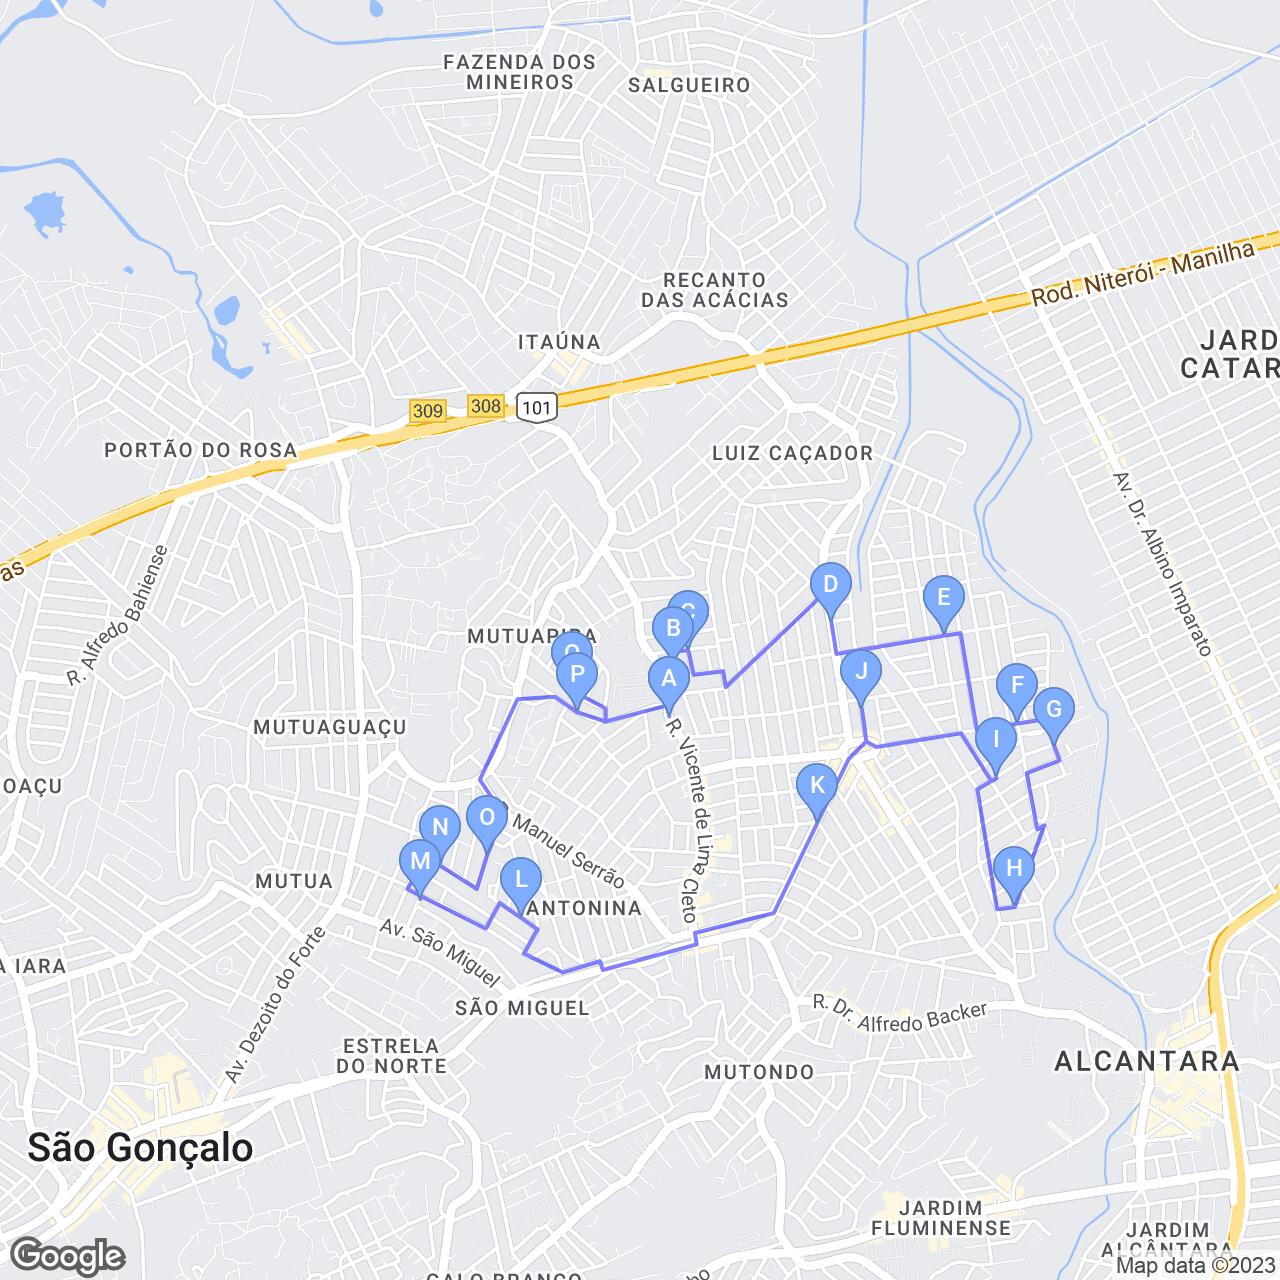 FAZENDA DOS
MINEIROS
SALGUEIRO
RECANTO
DAS ACÁCIAS
Rod. Niterói - Manilha
ITAÚNA
JARD
CATAR
101
308
309
PORTÃO DO ROSA
LUIZ CAÇADOR
Av. Dr. Albino Imparato
as
R. Alfredo Bahiense
D
E
C
B
MUTUAPIRA
Q
P
A
J
F
G
I
MUTUAGUAÇU
R. Vicente de Lima Cleto
OAÇU
K
O
N
Manuel Serrão
M
L
H
MUTUA
ANTONINA
Av. São Miguel
A IARA
Av. Dezoito do Forte
SÃO MIGUEL
R. Dr. Alfredo Backer
ESTRELA
DO NORTE
MUTONDO
ALCANTARA
São Gonçalo
JARDIM
FLUMINENSE
JARDIM
ALCÂNTARA
Google
Map data ©2023